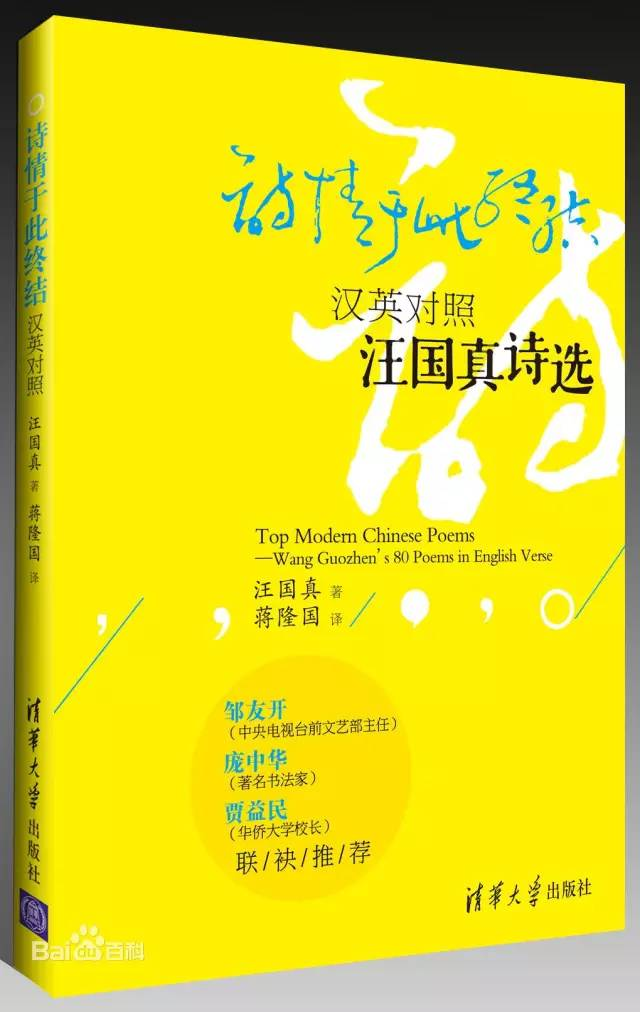 诗情于此终结
汉英对照
汪国真 著
蒋隆国 译
清华大学出版社
诗情于此终结
汉英对照
汪国真诗选
诗
Top Modern Chinese Poems
—Wang Guozhen's 80 Poems in English Verse
汪国真 著
蒋隆国 译
邹友开
(中央电视台前文艺部主任)
庞中华
(著名书法家)
贾益民
(华侨大学校长)
联/袂/推/荐
清华大学出版社
Bai百科